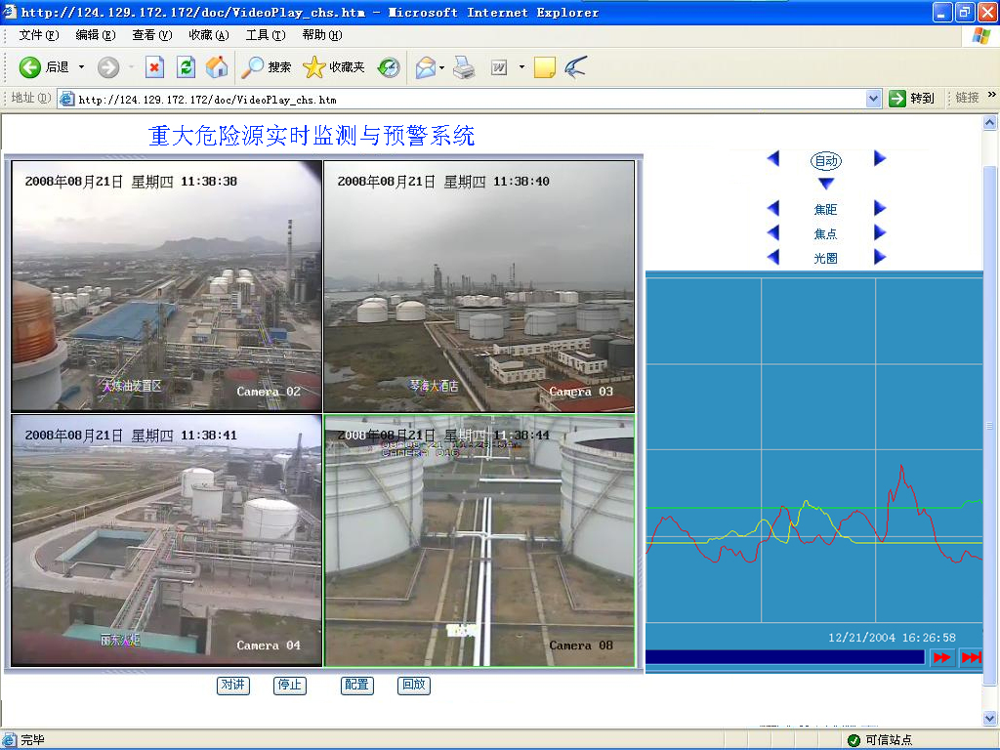 http://124.129.172.172/doc/VideoPlay_chs.htm - Microsoft Internet Explorer
文件(F) 编辑(E) 查看(V) 收藏(A) 工具(T) 帮助(H)
后退 搜索 收藏夹
地址(D) http://124.129.172.172/doc/VideoPlay_chs.htm 转到 链接 »
重大危险源实时监测与预警系统
2008年08月21日 星期四 11:38:38
大炼油装置区
Camera 02
2008年08月21日 星期四 11:38:40
琴海大酒店
Camera 03
2008年08月21日 星期四 11:38:41
丽东火炬
Camera 04
2008年08月21日 星期四 11:38:44
CAMERA 016
Camera 08
自动
焦距
焦点
光圈
12/21/2004 16:26:58
对讲 停止 配置 回放
完毕 可信站点